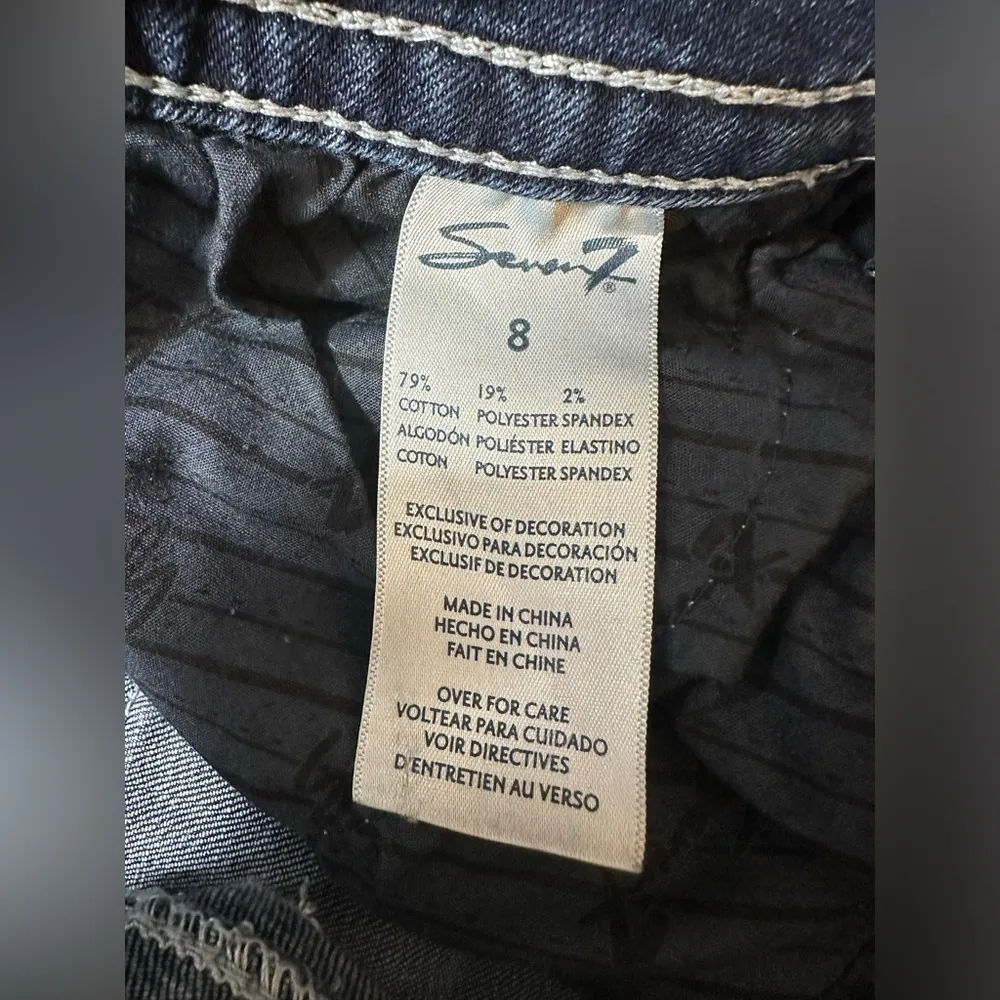 Seven7®
8
79% 19% 2%
COTTON POLYESTER SPANDEX
ALGODÓN POLIÉSTER ELASTINO
COTON POLYESTER SPANDEX
EXCLUSIVE OF DECORATION
EXCLUSIVO PARA DECORACIÓN
EXCLUSIF DE DECORATION
MADE IN CHINA
HECHO EN CHINA
FAIT EN CHINE
OVER FOR CARE
VOLTEAR PARA CUIDADO
VOIR DIRECTIVES
D'ENTRETIEN AU VERSO